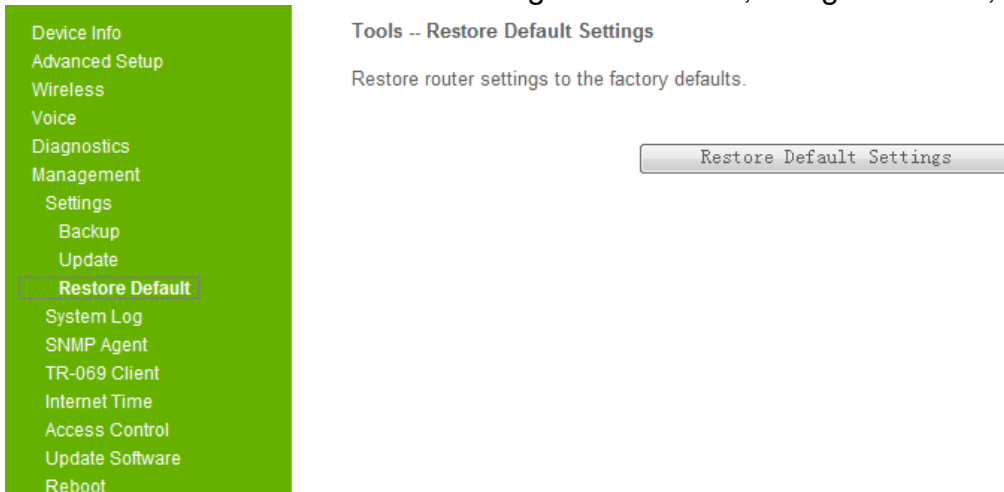 Device Info
Advanced Setup
Wireless
Voice
Diagnostics
Management
Settings
Backup
Update
Restore Default
System Log
SNMP Agent
TR-069 Client
Internet Time
Access Control
Update Software
Reboot
Tools -- Restore Default Settings
Restore router settings to the factory defaults.
Restore Default Settings